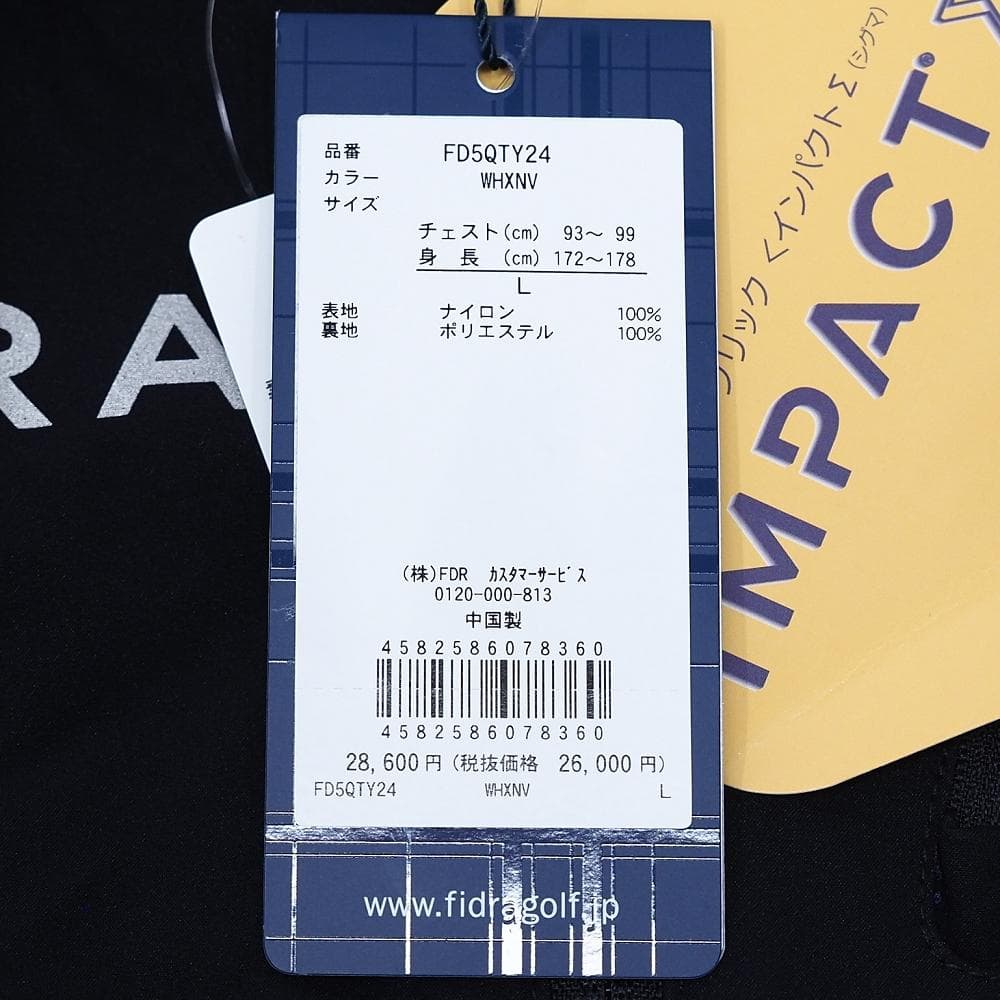 品番 FD5QTY24
カラー WHXNV
サイズ
チェスト(cm) 93～ 99
身 長 (cm) 172～178
L
表地 ナイロン 100%
裏地 ポリエステル 100%
(株)FDR ｶｽﾀﾏｰｻｰﾋﾞｽ
0120-000-813
中国製
4582586078360
4582586078360
28,600円(税抜価格 26,000円)
FD5QTY24 WHXNV L
www.fidragolf.jp
RA
ブリック〈インパクト Σ(シグマ)
IMPACT®